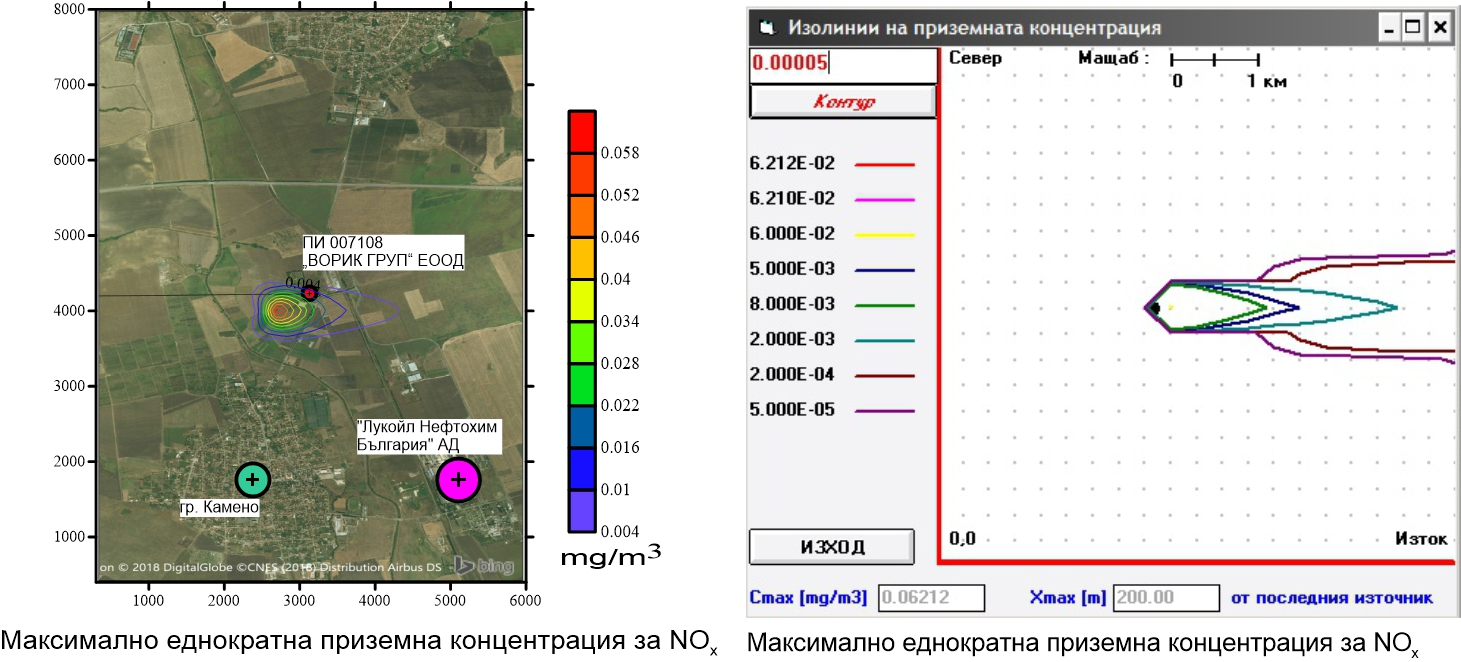 8000
7000
6000
5000
4000
3000
2000
1000
1000 2000 3000 4000 5000 6000
ПИ 007108
„ВОРИК ГРУП“ ЕООД
0.004
"Лукойл Нефтохим
България" АД
гр. Камено
on © 2018 DigitalGlobe ©CNES (2018) Distribution Airbus DS
bing
0.058
0.052
0.046
0.04
0.034
0.028
0.022
0.016
0.01
0.004
mg/m³
Максимално еднократна приземна концентрация за NOx
Изолинии на приземната концентрация
0.00005
Контур
Север Мащаб :
0 1 км
6.212E-02
6.210E-02
6.000E-02
5.000E-03
8.000E-03
2.000E-03
2.000E-04
5.000E-05
0,0 Изток
ИЗХОД
Cmax [mg/m3] 0.06212 Xmax [m] 200.00 от последния източник
Максимално еднократна приземна концентрация за NOx